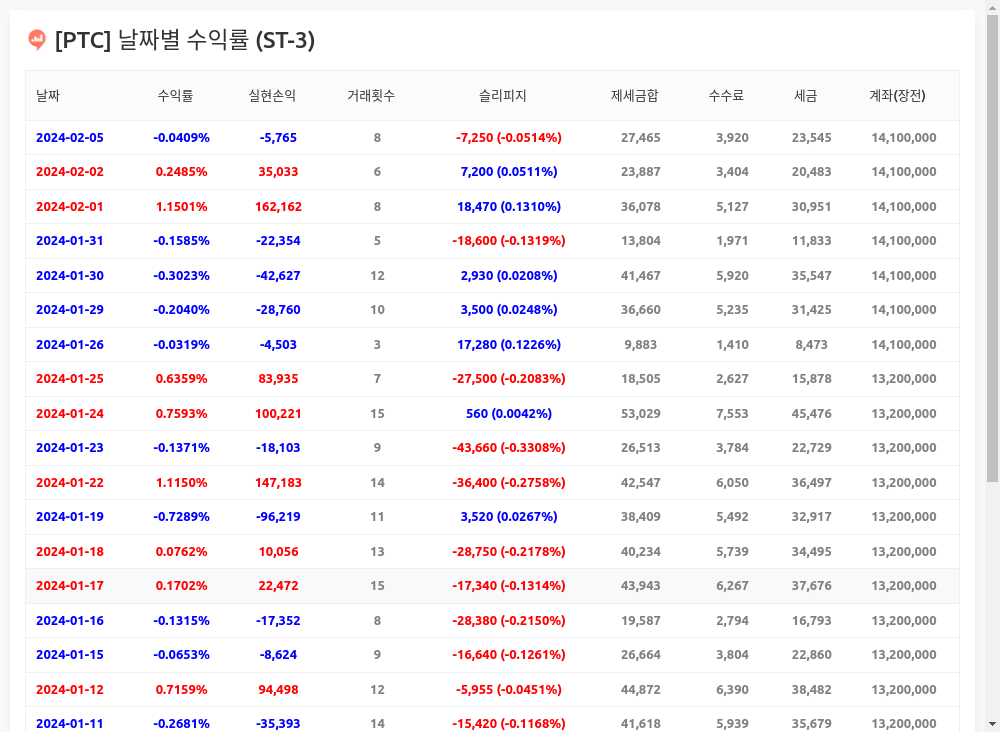 [PTC] 날짜별 수익률 (ST-3)
날짜 수익률 실현손익 거래횟수 슬리피지 제세금합 수수료 세금 계좌(장전)
2024-02-05 -0.0409% -5,765 8 -7,250 (-0.0514%) 27,465 3,920 23,545 14,100,000
2024-02-02 0.2485% 35,033 6 7,200 (0.0511%) 23,887 3,404 20,483 14,100,000
2024-02-01 1.1501% 162,162 8 18,470 (0.1310%) 36,078 5,127 30,951 14,100,000
2024-01-31 -0.1585% -22,354 5 -18,600 (-0.1319%) 13,804 1,971 11,833 14,100,000
2024-01-30 -0.3023% -42,627 12 2,930 (0.0208%) 41,467 5,920 35,547 14,100,000
2024-01-29 -0.2040% -28,760 10 3,500 (0.0248%) 36,660 5,235 31,425 14,100,000
2024-01-26 -0.0319% -4,503 3 17,280 (0.1226%) 9,883 1,410 8,473 14,100,000
2024-01-25 0.6359% 83,935 7 -27,500 (-0.2083%) 18,505 2,627 15,878 13,200,000
2024-01-24 0.7593% 100,221 15 560 (0.0042%) 53,029 7,553 45,476 13,200,000
2024-01-23 -0.1371% -18,103 9 -43,660 (-0.3308%) 26,513 3,784 22,729 13,200,000
2024-01-22 1.1150% 147,183 14 -36,400 (-0.2758%) 42,547 6,050 36,497 13,200,000
2024-01-19 -0.7289% -96,219 11 3,520 (0.0267%) 38,409 5,492 32,917 13,200,000
2024-01-18 0.0762% 10,056 13 -28,750 (-0.2178%) 40,234 5,739 34,495 13,200,000
2024-01-17 0.1702% 22,472 15 -17,340 (-0.1314%) 43,943 6,267 37,676 13,200,000
2024-01-16 -0.1315% -17,352 8 -28,380 (-0.2150%) 19,587 2,794 16,793 13,200,000
2024-01-15 -0.0653% -8,624 9 -16,640 (-0.1261%) 26,664 3,804 22,860 13,200,000
2024-01-12 0.7159% 94,498 12 -5,955 (-0.0451%) 44,872 6,390 38,482 13,200,000
2024-01-11 -0.2681% -35,393 14 -15,420 (-0.1168%) 41,618 5,939 35,679 13,200,000